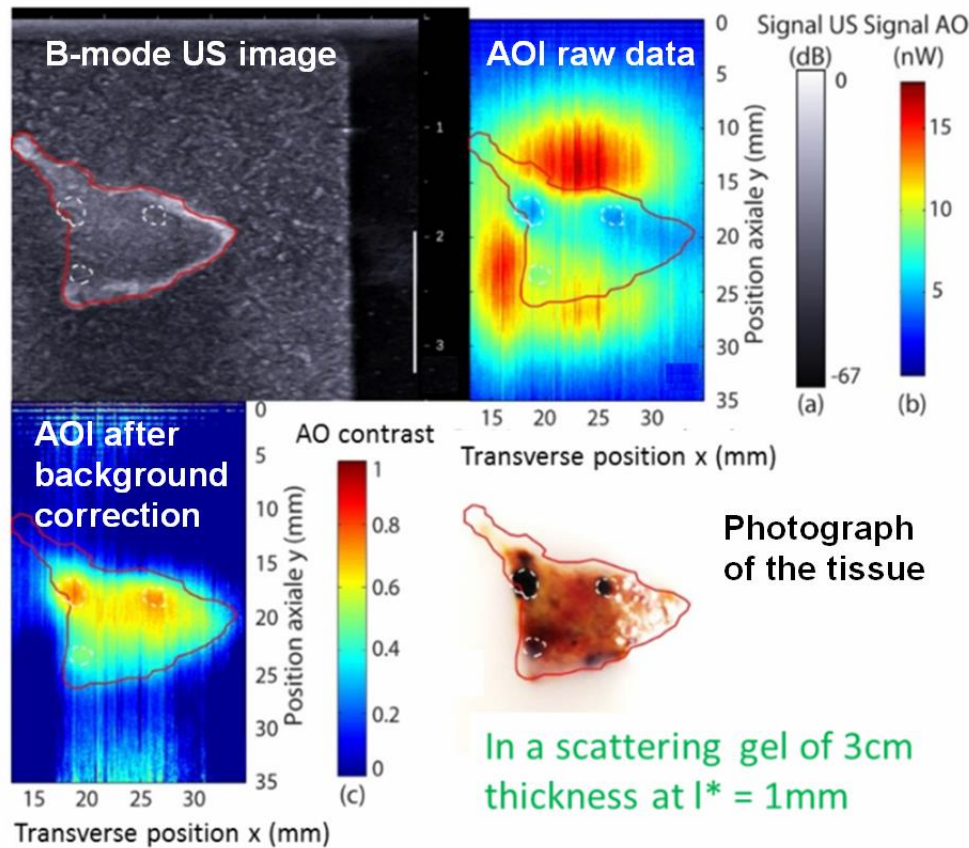 B-mode US image
1
2
3
AOI raw data
0
5
10
15
20
25
30
35
Position axiale y (mm)
15 20 25 30
Transverse position x (mm)
Signal US
(dB)
0
-67
(a)
Signal AO
(nW)
15
10
5
(b)
AOI after
background
correction
0
5
10
15
20
25
30
35
Position axiale y (mm)
15 20 25 30
Transverse position x (mm)
AO contrast
1
0.8
0.6
0.4
0.2
0
(c)
Photograph
of the tissue
In a scattering gel of 3cm
thickness at l* = 1mm